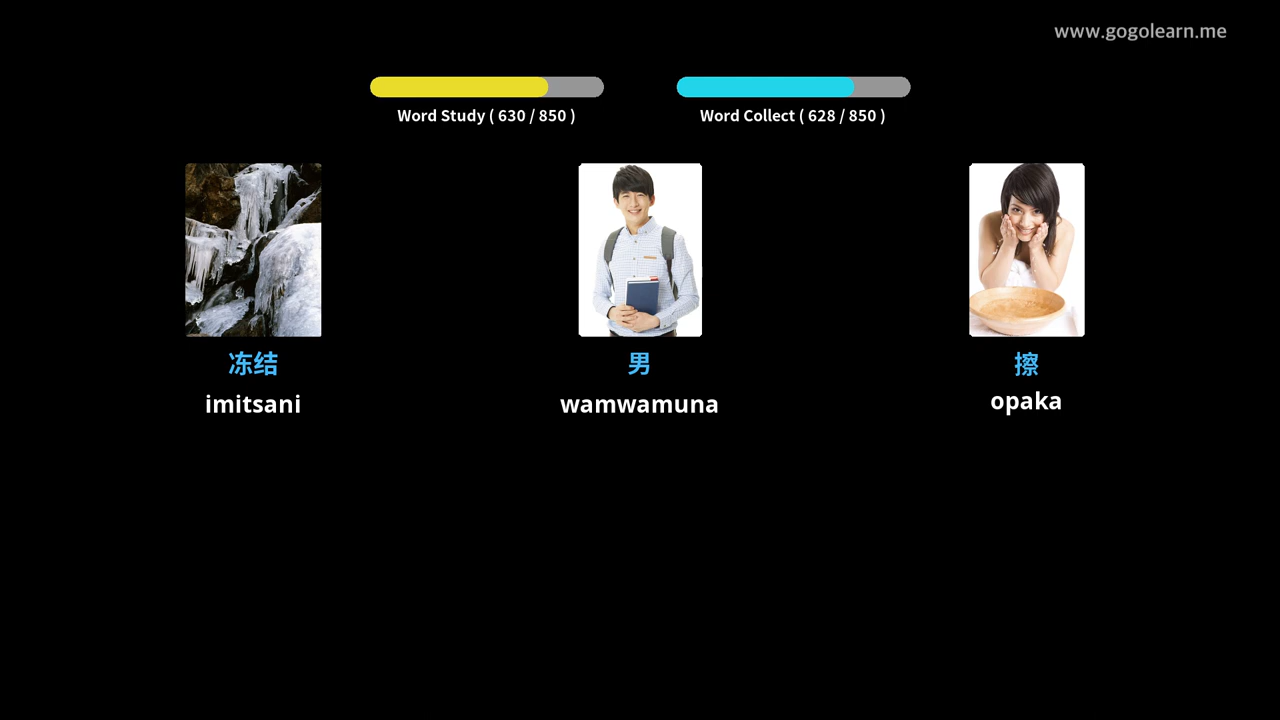 www.gogolearn.me
Word Study ( 630 / 850 )
Word Collect ( 628 / 850 )
冻结
男
擦
imitsani
wamwamuna
opaka